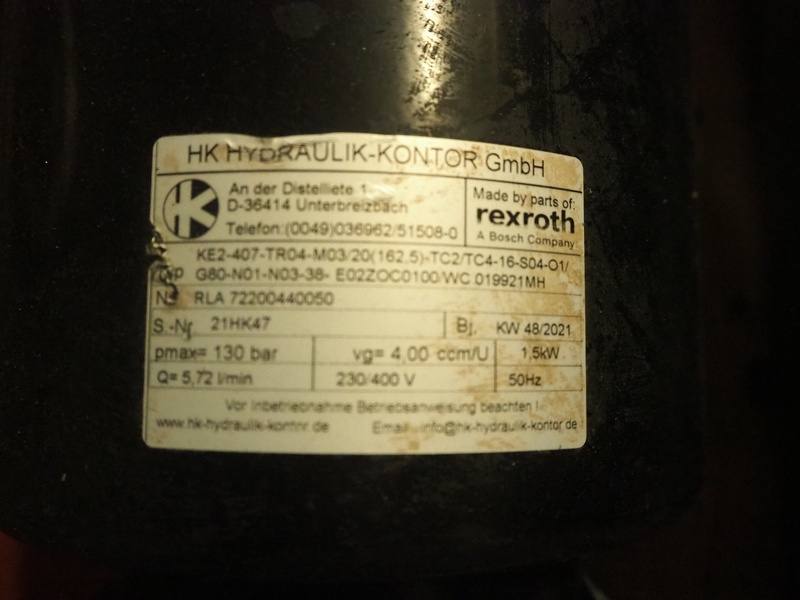 HK HYDRAULIK-KONTOR GmbH
HK
An der Distelliete 1
D-36414 Unterbreizbach
Telefon:(0049)036962/51508-0
Made by parts of:
rexroth
A Bosch Company
Typ KE2-407-TR04-M03/20(162,5)-TC2/TC4-16-S04-O1/
G80-N01-N03-38- E02ZOC0100/WC 019921MH
RLA 72200440050
S.-Nr. 21HK47 Bj. KW 48/2021
pmax= 130 bar vg= 4,00 ccm/U 1,5kW
Q= 5,72 l/min 230/400 V 50Hz
Vor Inbetriebnahme Betriebsanweisung beachten !
www.hk-hydraulik-kontor.de Email: info@hk-hydraulik-kontor.de